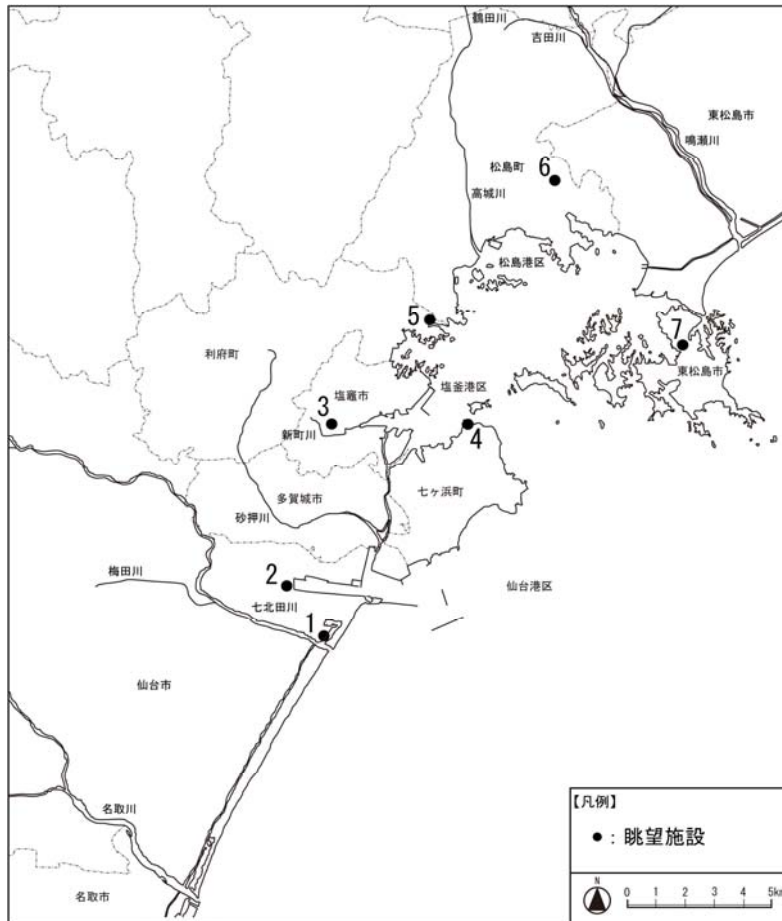 鶴田川
吉田川
東松島市
鳴瀬川
松島町
6
高城川
松島港区
5
7
利府町
東松島市
塩竈市
塩釜港区
3
新町川
4
七ヶ浜町
多賀城市
砂押川
梅田川
2
仙台港区
七北田川
1
仙台市
名取川
名取市
【凡例】
●：眺望施設
N
0 1 2 3 4 5km